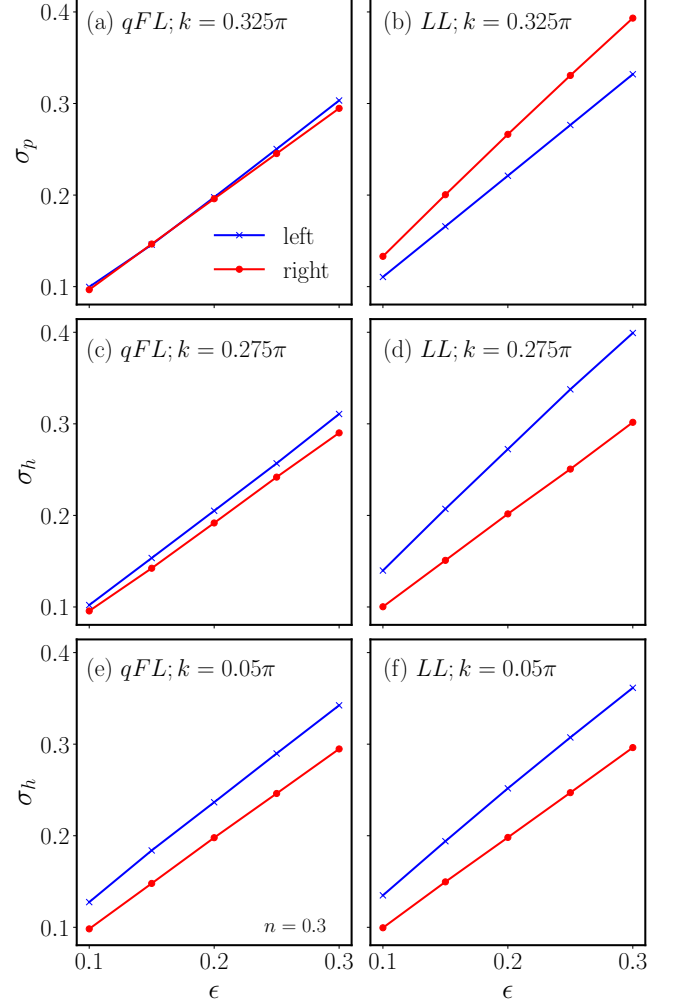 (a) qFL; k = 0.325π
(b) LL; k = 0.325π
0.4
0.3
0.2
0.1
σ_p
left
right
(c) qFL; k = 0.275π
(d) LL; k = 0.275π
0.4
0.3
0.2
0.1
σ_h
(e) qFL; k = 0.05π
(f) LL; k = 0.05π
0.4
0.3
0.2
0.1
σ_h
n = 0.3
0.1 0.2 0.3
0.1 0.2 0.3
ϵ
ϵ